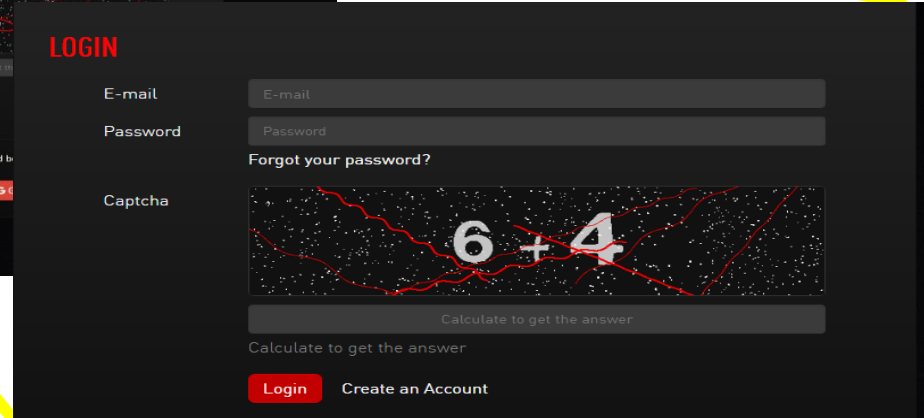 LOGIN
E-mail
E-mail
Password
Password
Forgot your password?
Captcha
6 + 4
Calculate to get the answer
Calculate to get the answer
Login
Create an Account